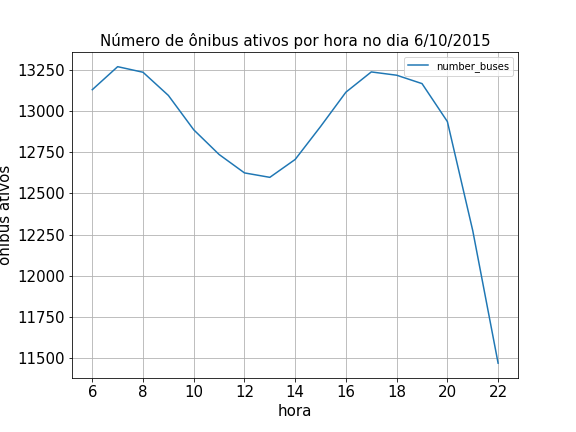 Número de ônibus ativos por hora no dia 6/10/2015
number_buses
13250
13000
12750
12500
12250
12000
11750
11500
ônibus ativos
6 8 10 12 14 16 18 20 22
hora